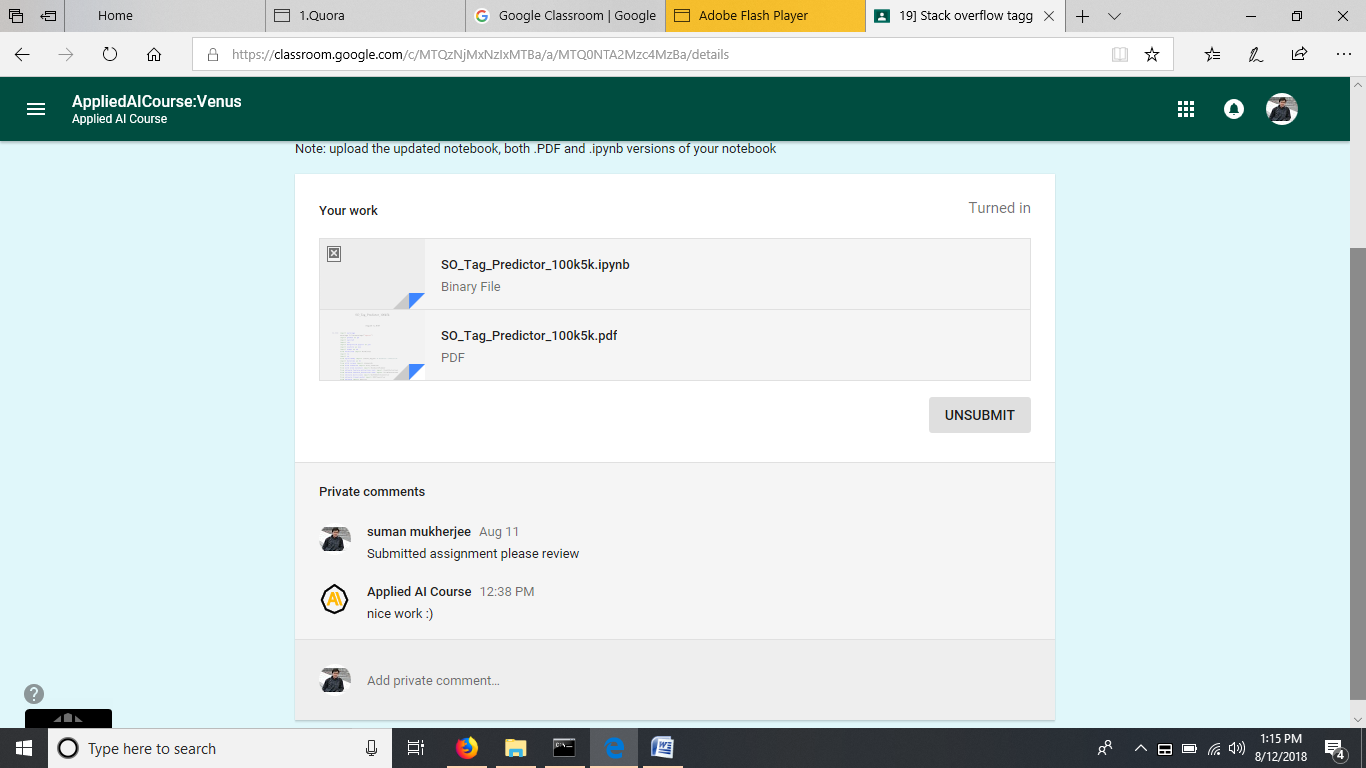 Home
1.Quora
Google Classroom | Google
Adobe Flash Player
19] Stack overflow tagg
https://classroom.google.com/c/MTQzNjMxNzIxMTBa/a/MTQ0NTA2Mzc4MzBa/details
AppliedAICourse:Venus
Applied AI Course
Note: upload the updated notebook, both .PDF and .ipynb versions of your notebook
Your work
Turned in
SO_Tag_Predictor_100k5k.ipynb
Binary File
SO_Tag_Predictor_100k5k.pdf
PDF
UNSUBMIT
Private comments
suman mukherjee Aug 11
Submitted assignment please review
Applied AI Course 12:38 PM
nice work :)
Add private comment...
Type here to search
1:15 PM
8/12/2018
4